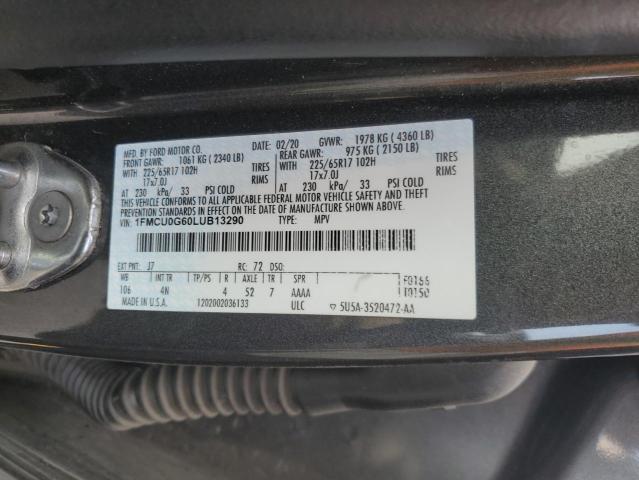 MFD. BY FORD MOTOR CO. DATE: 02/20 GVWR: 1978 KG ( 4360 LB)
FRONT GAWR: 1061 KG ( 2340 LB) REAR GAWR: 975 KG ( 2150 LB)
WITH 225/65R17 102H TIRES WITH 225/65R17 102H TIRES
17x7.0J RIMS 17x7.0J RIMS
AT 230 kPa/ 33 PSI COLD AT 230 kPa/ 33 PSI COLD
THIS VEHICLE CONFORMS TO ALL APPLICABLE FEDERAL MOTOR VEHICLE SAFETY
AND THEFT PREVENTION STANDARDS IN EFFECT ON THE DATE OF MANUFACTURE SHOWN ABOVE.
VIN: 1FMCU0G60LUB13290 TYPE: MPV
EXT PNT: J7 RC: 72 DSO:
WB INT TR TP/PS R AXLE TR SPR F0166
106 4N 4 52 7 AAAA I0150
MADE IN U.S.A. 1202002036133 ULC 5U5A-3520472-AA